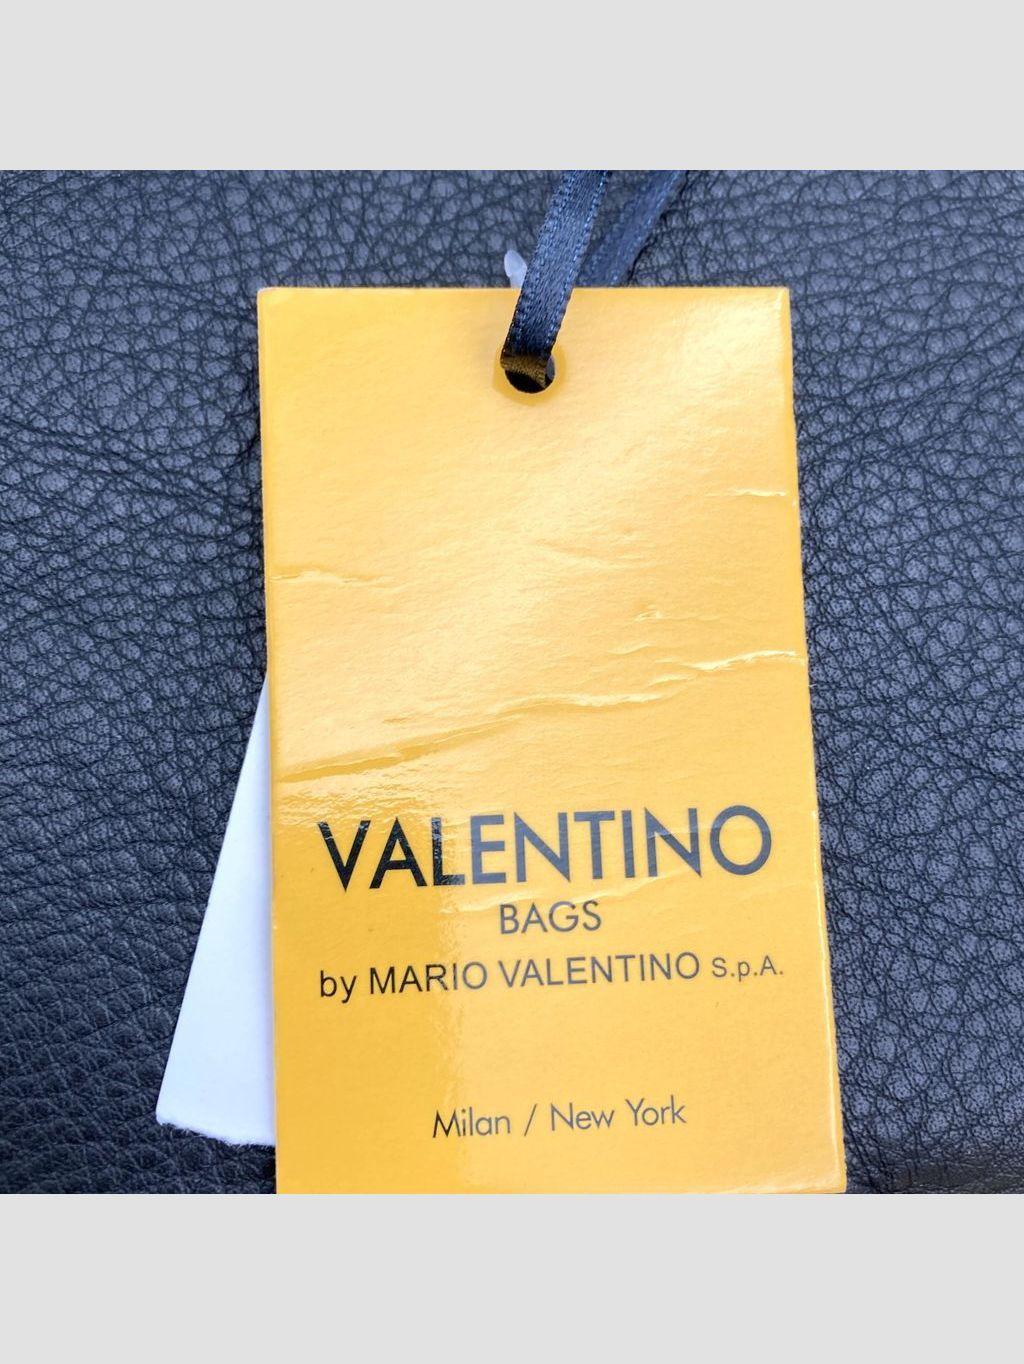 VALENTINO
BAGS
by MARIO VALENTINO S.p.A.
Milan / New York